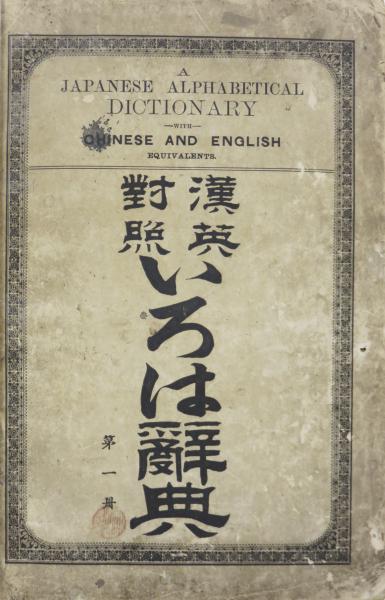 A
JAPANESE ALPHABETICAL
DICTIONARY
—WITH—
CHINESE AND ENGLISH
EQUIVALENTS.
漢英
對照
いろは辭典
第一冊